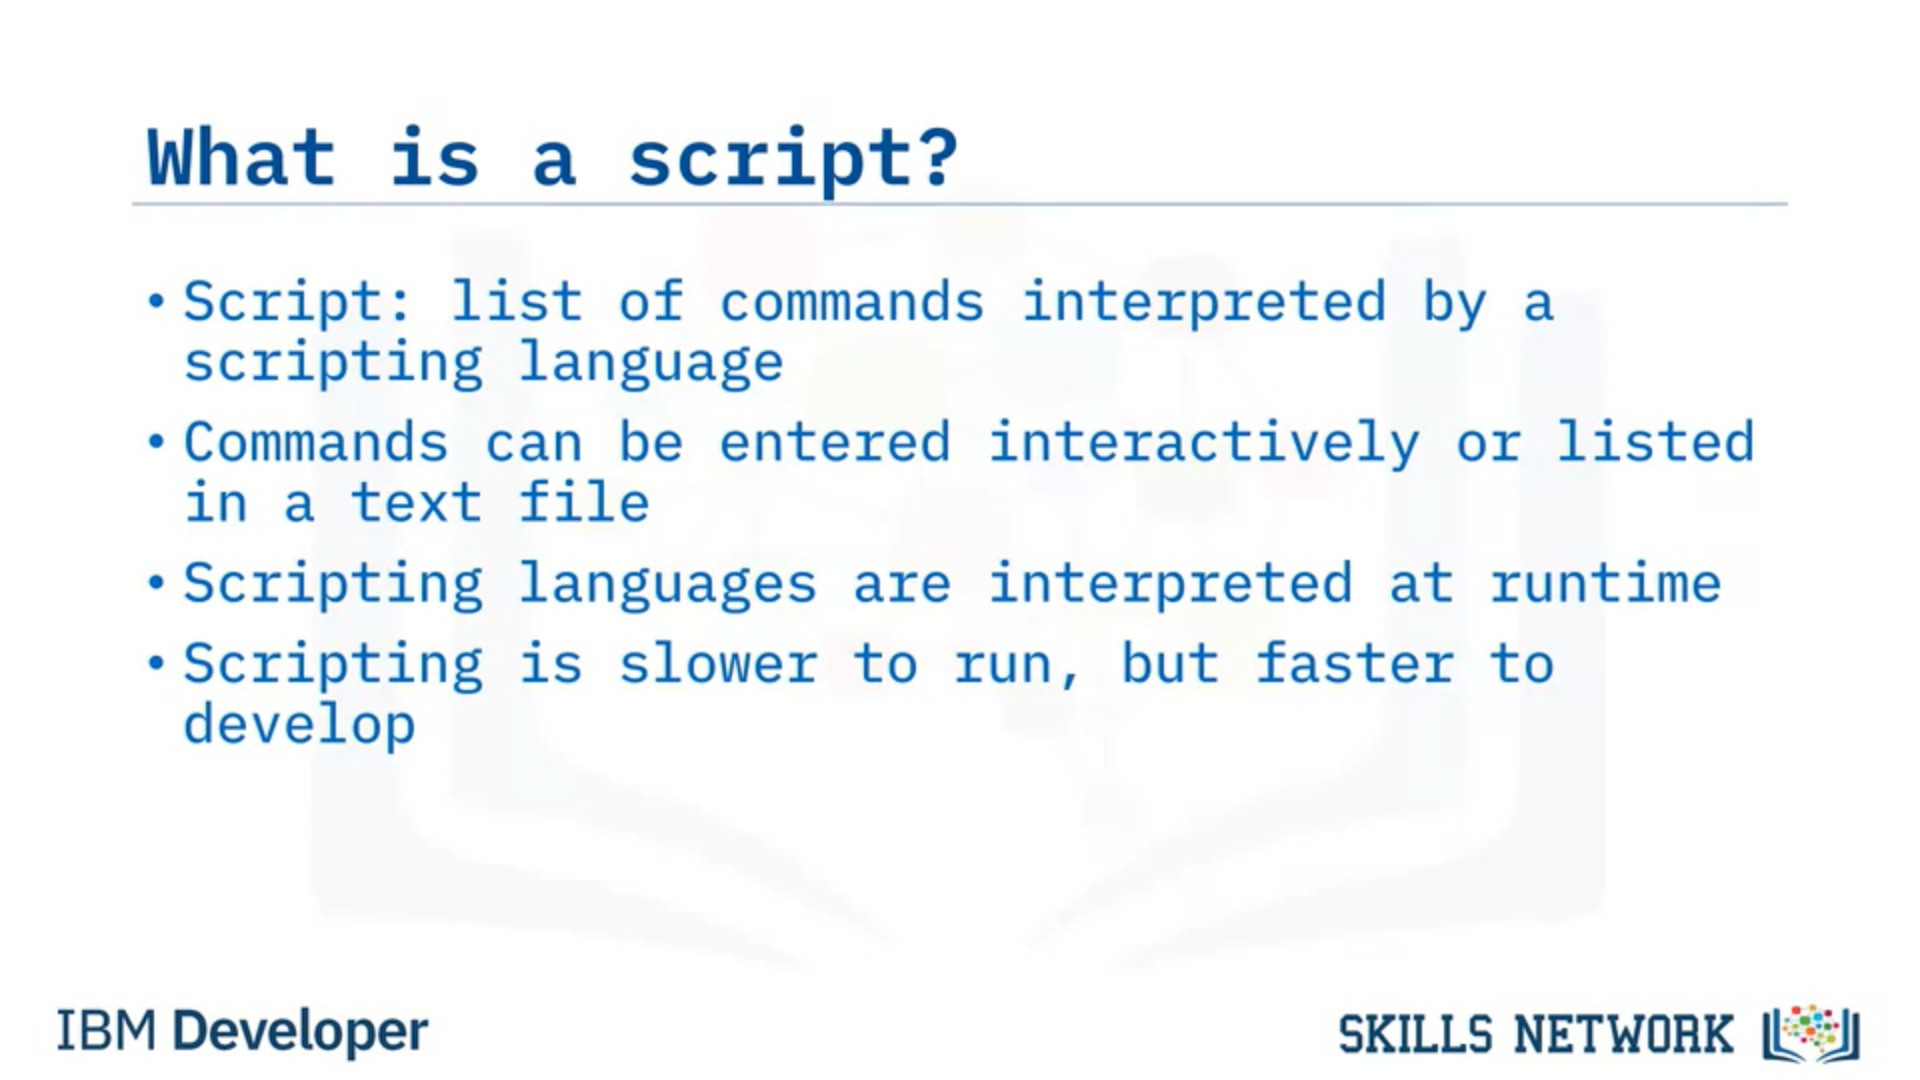 What is a script?
• Script: list of commands interpreted by a
scripting language
• Commands can be entered interactively or listed
in a text file
• Scripting languages are interpreted at runtime
• Scripting is slower to run, but faster to
develop
IBM Developer
SKILLS NETWORK